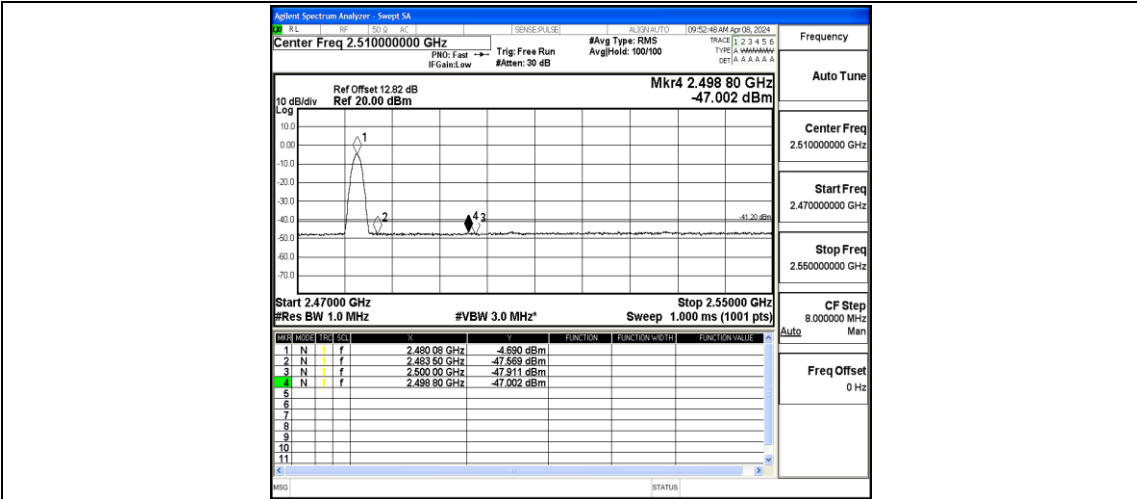 Agilent Spectrum Analyzer - Swept SA
RL RF 50 Ω AC SENSE:PULSE ALIGN AUTO 09:52:48 AM Apr 08, 2024
Center Freq 2.510000000 GHz
PNO: Fast
IFGain:Low
Trig: Free Run
#Atten: 30 dB
#Avg Type: RMS
Avg|Hold: 100/100
TRACE 1 2 3 4 5 6
TYPE A
DET A A A A A A
Mkr4 2.498 80 GHz
-47.002 dBm
Ref Offset 12.82 dB
10 dB/div Ref 20.00 dBm
Log
10.0
0.00
-10.0
-20.0
-30.0
-40.0
-50.0
-60.0
-70.0
1
2
4 3
-41.20 dBm
Start 2.47000 GHz Stop 2.55000 GHz
#Res BW 1.0 MHz #VBW 3.0 MHz* Sweep 1.000 ms (1001 pts)
MKR MODE TRC SCL X Y FUNCTION FUNCTION WIDTH FUNCTION VALUE
1 N 1 f 2.480 08 GHz -4.690 dBm
2 N 1 f 2.483 50 GHz -47.569 dBm
3 N 1 f 2.500 00 GHz -47.911 dBm
4 N 1 f 2.498 80 GHz -47.002 dBm
5
6
7
8
9
10
11
MSG STATUS
Frequency
Auto Tune
Center Freq
2.510000000 GHz
Start Freq
2.470000000 GHz
Stop Freq
2.550000000 GHz
CF Step
8.000000 MHz
Auto Man
Freq Offset
0 Hz